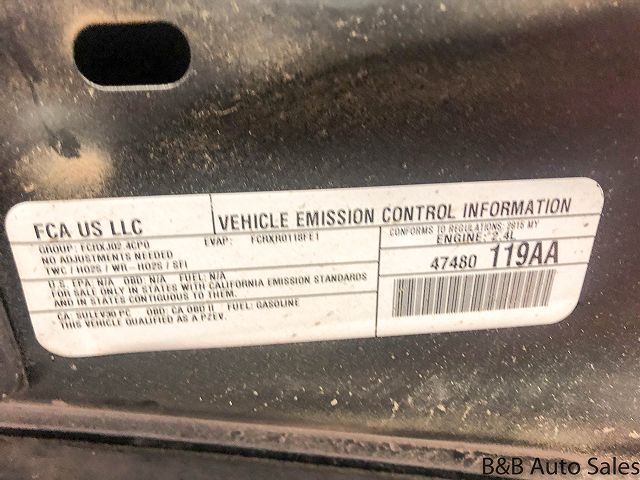 FCA US LLC
VEHICLE EMISSION CONTROL INFORMATION
GROUP: FCRXJ02.4CP0
EVAP: FCRXR0118FE1
NO ADJUSTMENTS NEEDED
TWC / HO2S / WR-HO2S / SFI
CONFORMS TO REGULATIONS: 2015 MY
ENGINE: 2.4L
47480 119AA
U.S. EPA: N/A OBD: N/A FUEL: N/A
FOR SALE ONLY IN STATES WITH CALIFORNIA EMISSION STANDARDS
AND IN STATES CONTIGUOUS TO THEM.
CA SULEV30 PC OBD: CA OBD II FUEL: GASOLINE
THIS VEHICLE QUALIFIED AS A PZEV.
B&B Auto Sales